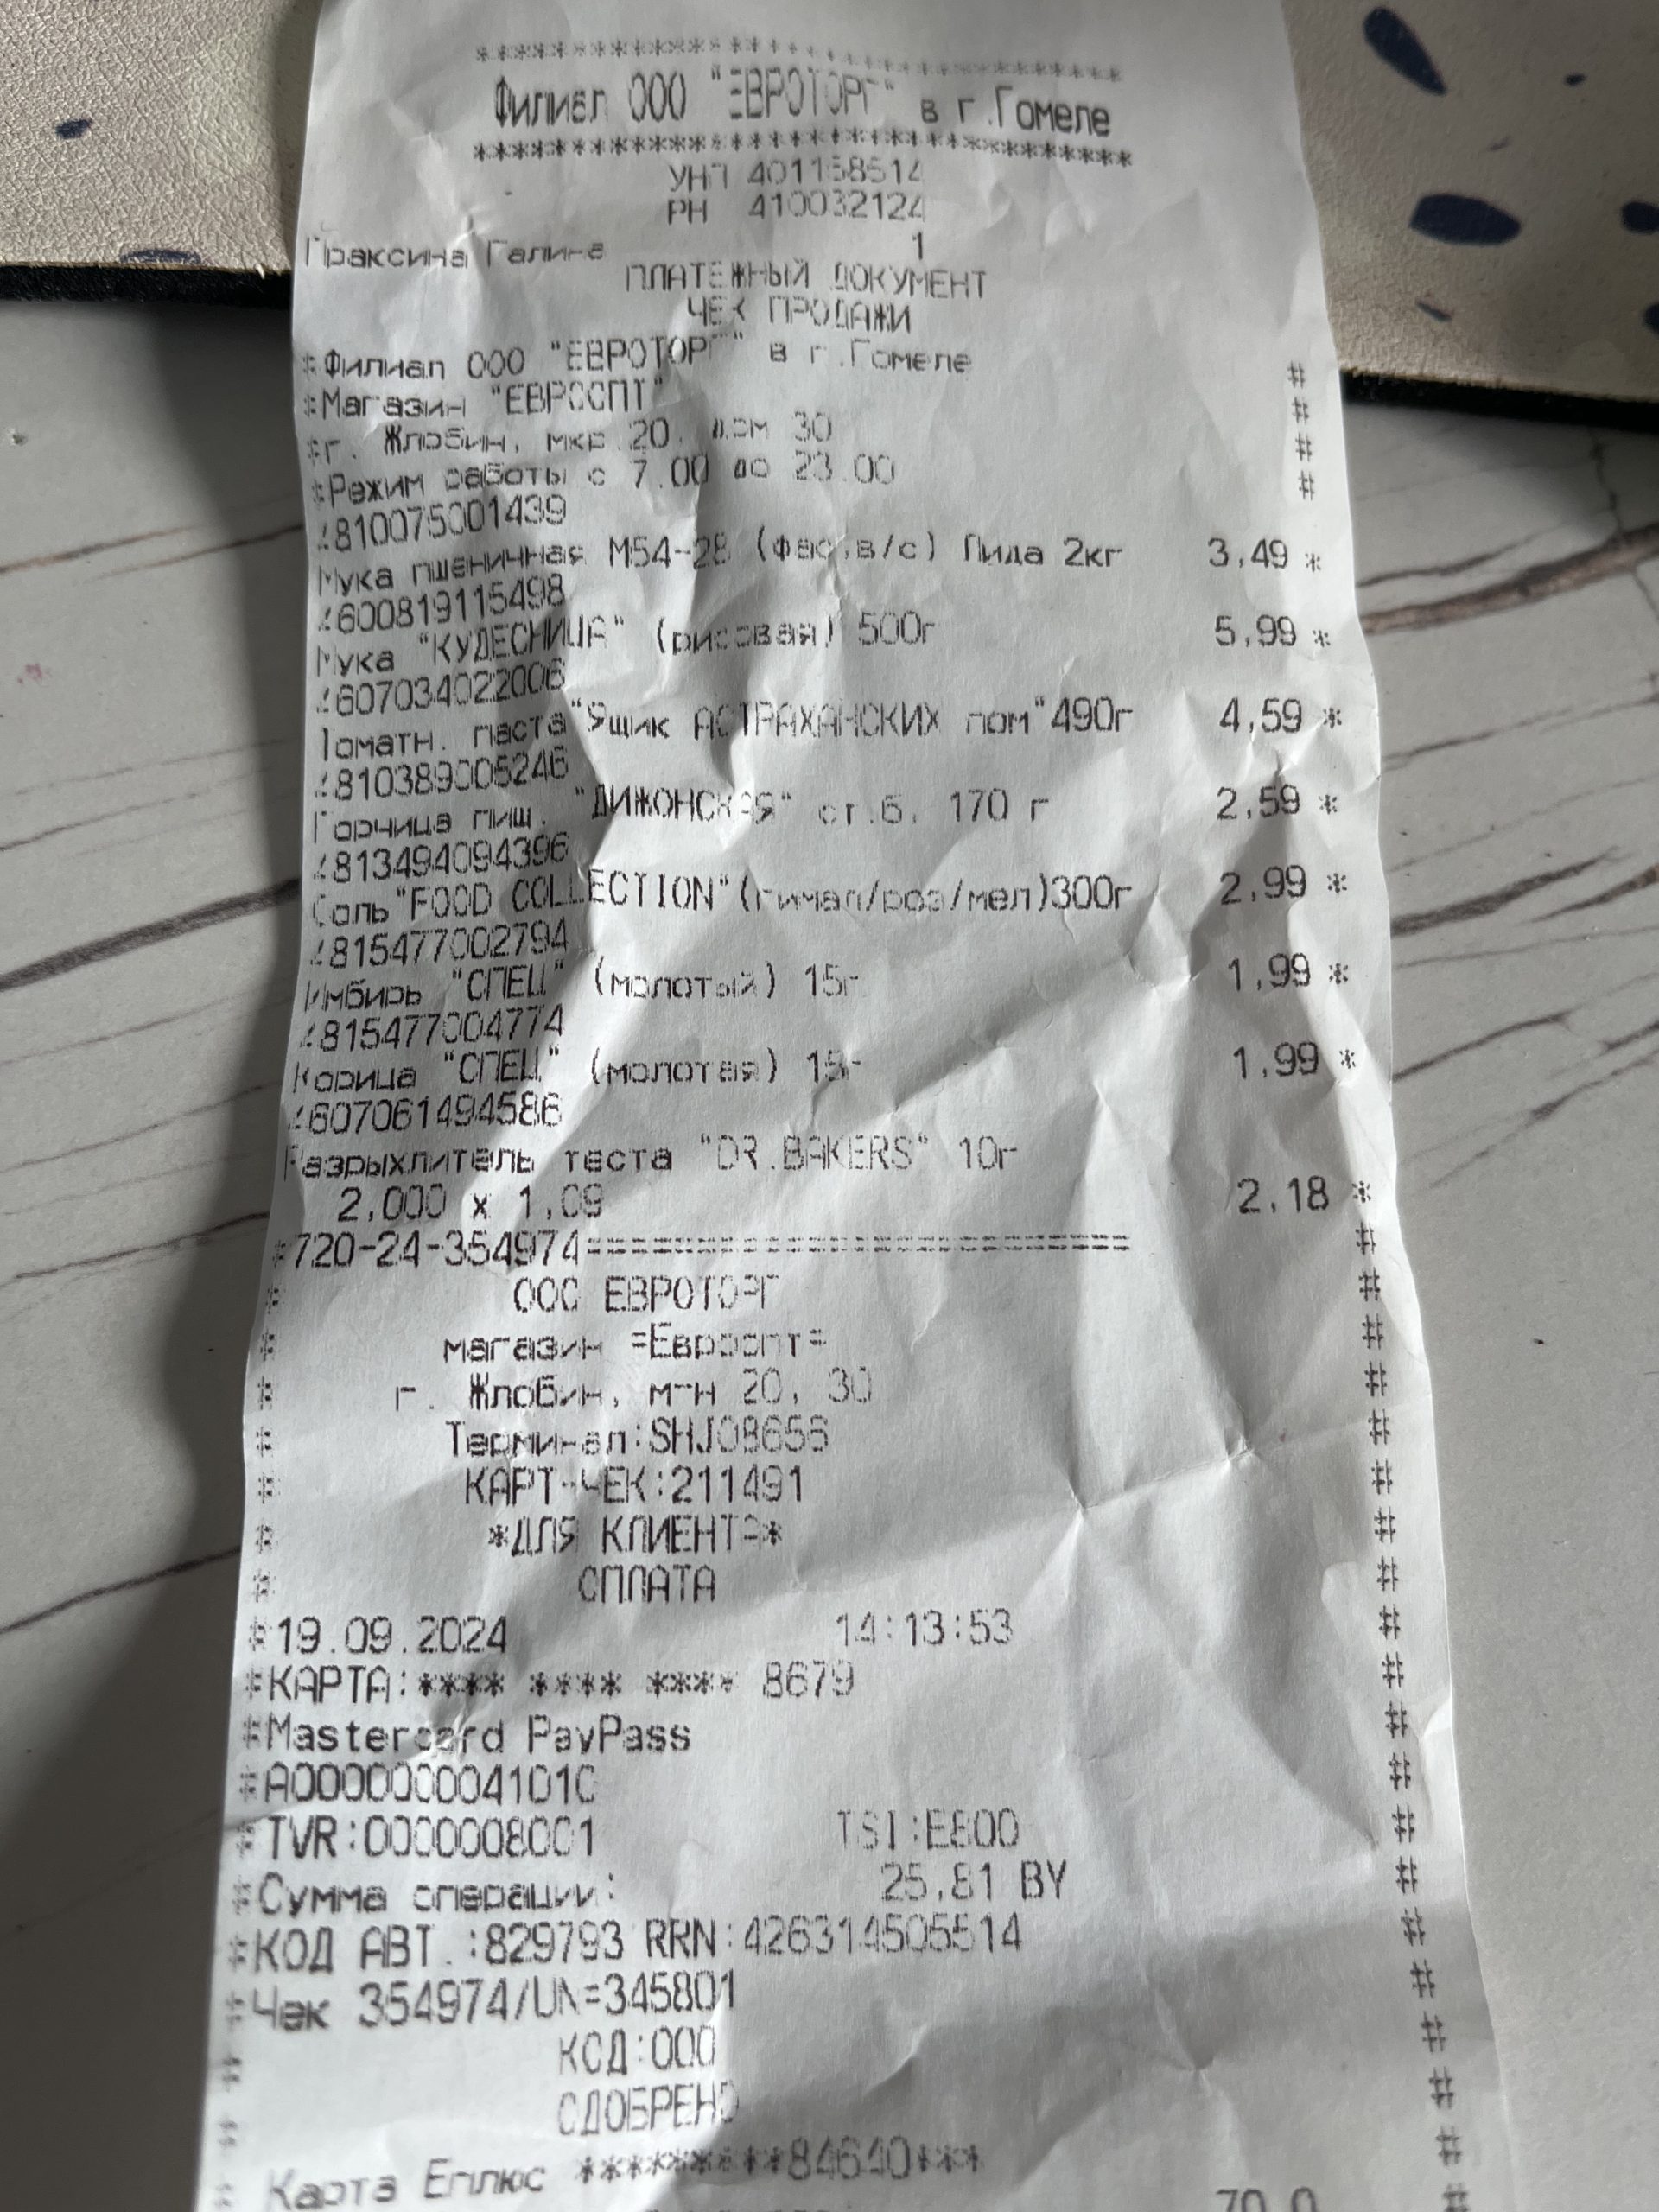 ******************************
Филиал ООО "ЕВРОТОРГ" в г.Гомеле
******************************
УНП 401158514
РН 410032124
Праксина Галина 1
ПЛАТЕЖНЫЙ ДОКУМЕНТ
ЧЕК ПРОДАЖИ
#Филиал ООО "ЕВРОТОРГ" в г.Гомеле #
#Магазин "ЕВРООПТ" #
#г. Жлобин, мкр.20, дом 30 #
#Режим работы с 7.00 до 23.00 #
4810075001439
Мука пшеничная М54-28 (фас,в/с) Лида 2кг 3,49 *
4600819115498
Мука "КУДЕСНИЦА" (рисовая) 500г 5,99 *
4607034022006
Томатн. паста"Ящик АСТРАХАНСКИХ пом"490г 4,59 *
4810389005246
Горчица пищ. "ДИЖОНСКАЯ" ст.б. 170 г 2,59 *
4813494094396
Соль"FOOD COLLECTION"(гимал/роз/мел)300г 2,99 *
4815477002794
Имбирь "СПЕЦ" (молотый) 15г 1,99 *
4815477004774
Корица "СПЕЦ" (молотая) 15г 1,99 *
4607061494586
Разрыхлитель теста "DR.BAKERS" 10г
2,000 x 1,09 2,18 *
#720-24-354974============================ #
# ООО ЕВРОТОРГ #
# магазин =Евроопт= #
# г. Жлобин, м-н 20, 30 #
# Терминал:SHJ08656 #
# КАРТ-ЧЕК:211491 #
# *ДЛЯ КЛИЕНТА* #
# ОПЛАТА #
#19.09.2024 14:13:53 #
#КАРТА:**** **** **** 8679 #
#Mastercard PayPass #
#A0000000041010 #
#TVR:0000008001 TSI:E800 #
#Сумма операции: 25,81 BY #
#КОД АВТ.:829793 RRN:426314505514 #
#Чек 354974/UN=345801 #
# КОД:000 #
# ОДОБРЕНО #
Карта Еплюс *********84640***
70.0